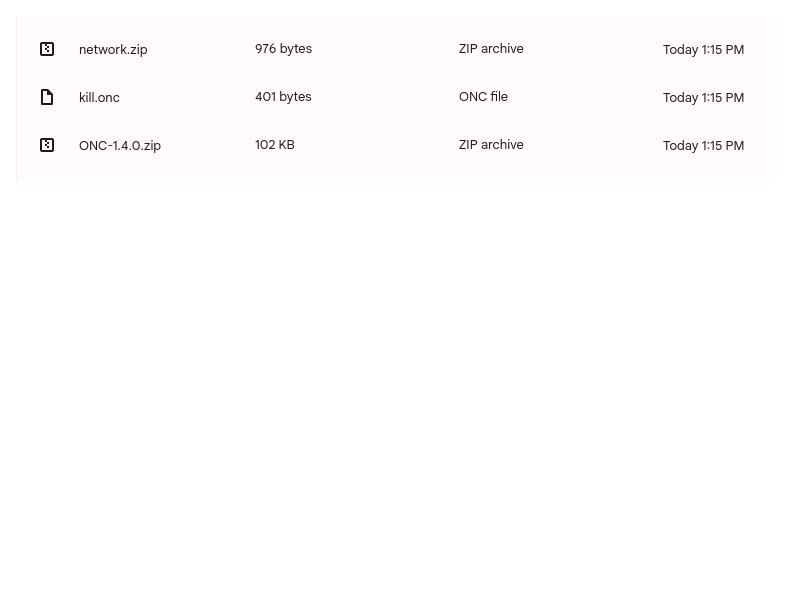 network.zip 976 bytes ZIP archive Today 1:15 PM
kill.onc 401 bytes ONC file Today 1:15 PM
ONC-1.4.0.zip 102 KB ZIP archive Today 1:15 PM